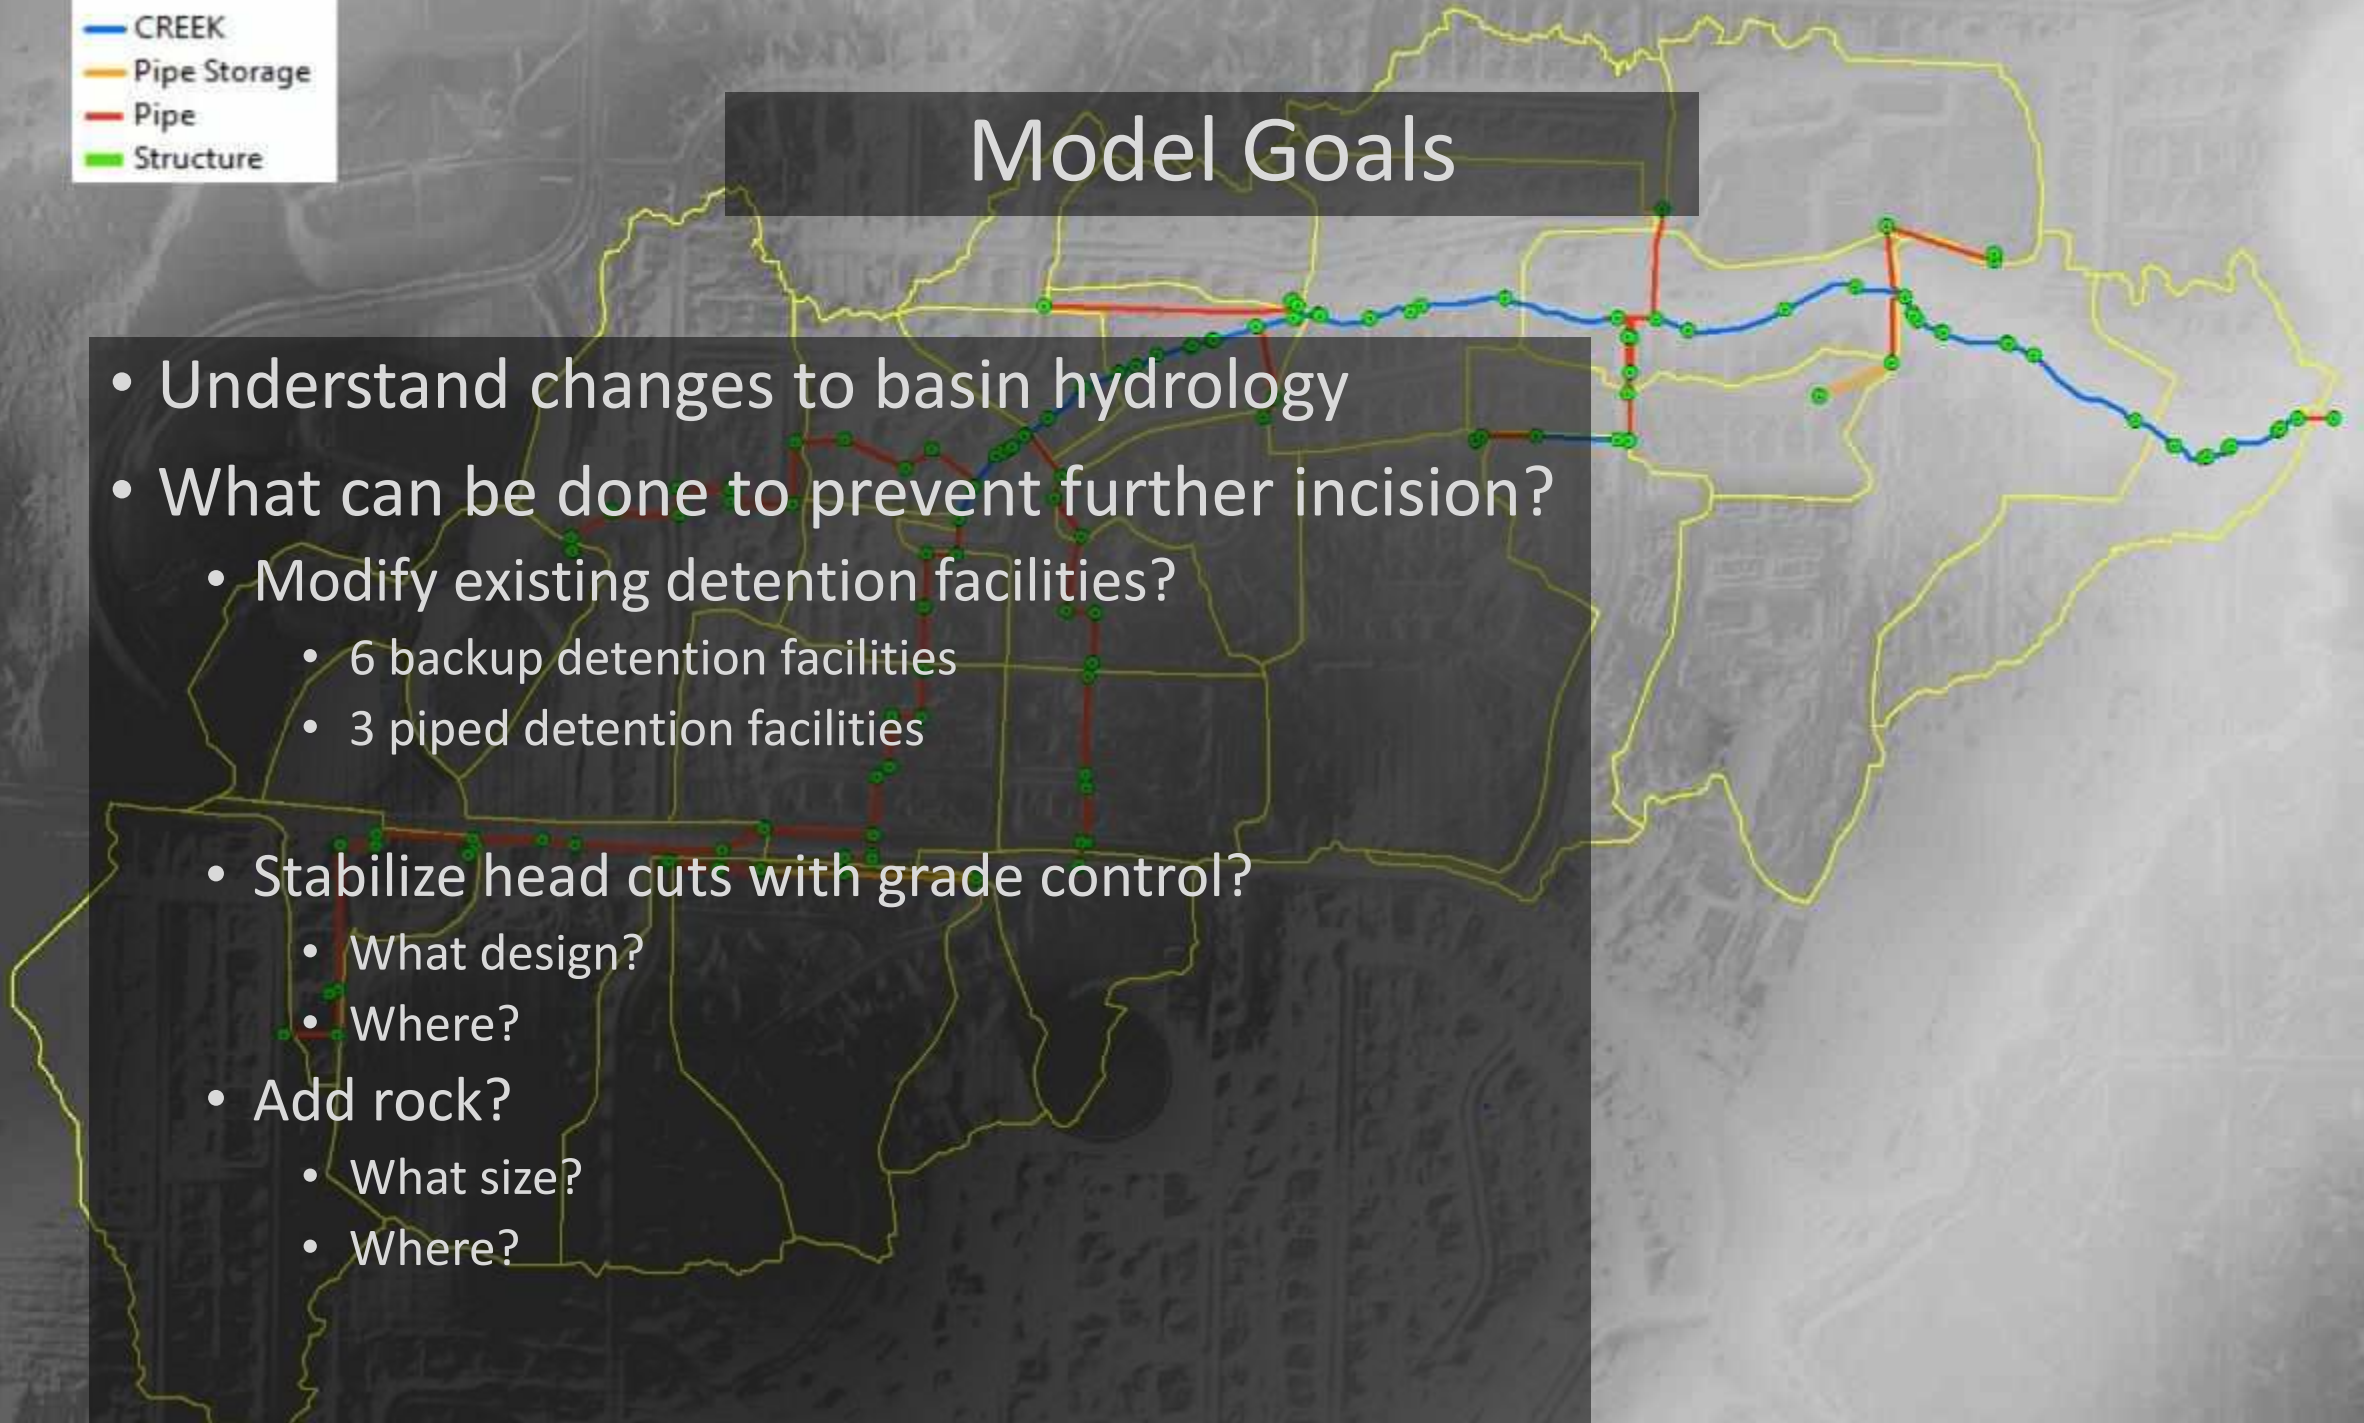 CREEK
Pipe Storage
Pipe
Structure
Model Goals
• Understand changes to basin hydrology
• What can be done to prevent further incision?
• Modify existing detention facilities?
• 6 backup detention facilities
• 3 piped detention facilities
• Stabilize head cuts with grade control?
• What design?
• Where?
• Add rock?
• What size?
• Where?